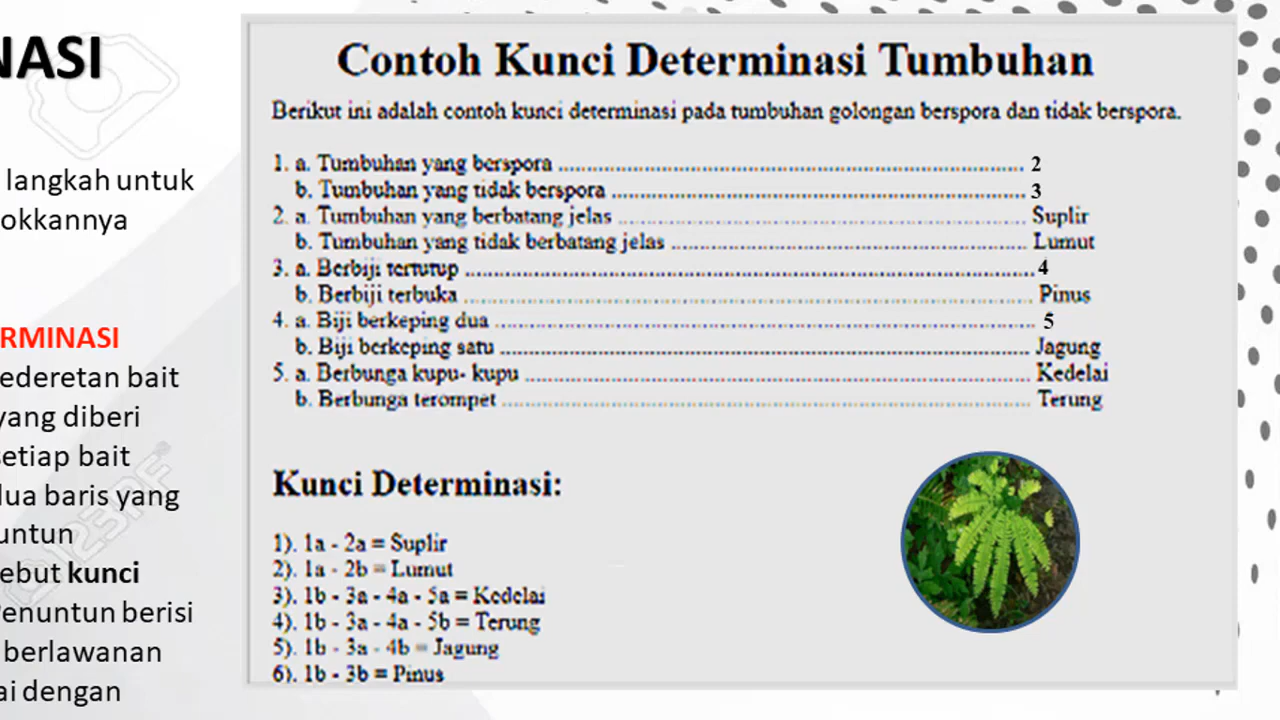 NASI
langkah untuk
okkannya
ERMINASI
ederetan bait
yang diberi
setiap bait
dua baris yang
untun
ebut kunci
Penuntun berisi
berlawanan
ai dengan
Contoh Kunci Determinasi Tumbuhan
Berikut ini adalah contoh kunci determinasi pada tumbuhan golongan berspora dan tidak berspora.
1. a. Tumbuhan yang berspora ........................ 2
b. Tumbuhan yang tidak berspora ........................ 3
2. a. Tumbuhan yang berbatang jelas ........................ Suplir
b. Tumbuhan yang tidak berbatang jelas ........................ Lumut
3. a. Berbiji tertutup ........................ 4
b. Berbiji terbuka ........................ Pinus
4. a. Biji berkeping dua ........................ 5
b. Biji berkeping satu ........................ Jagung
5. a. Berbunga kupu- kupu ........................ Kedelai
b. Berbunga terompet ........................ Terung
Kunci Determinasi:
1). 1a - 2a = Suplir
2). 1a - 2b = Lumut
3). 1b - 3a - 4a - 5a = Kedelai
4). 1b - 3a - 4a - 5b = Terung
5). 1b - 3a - 4b = Jagung
6). 1b - 3b = Pinus
123RF